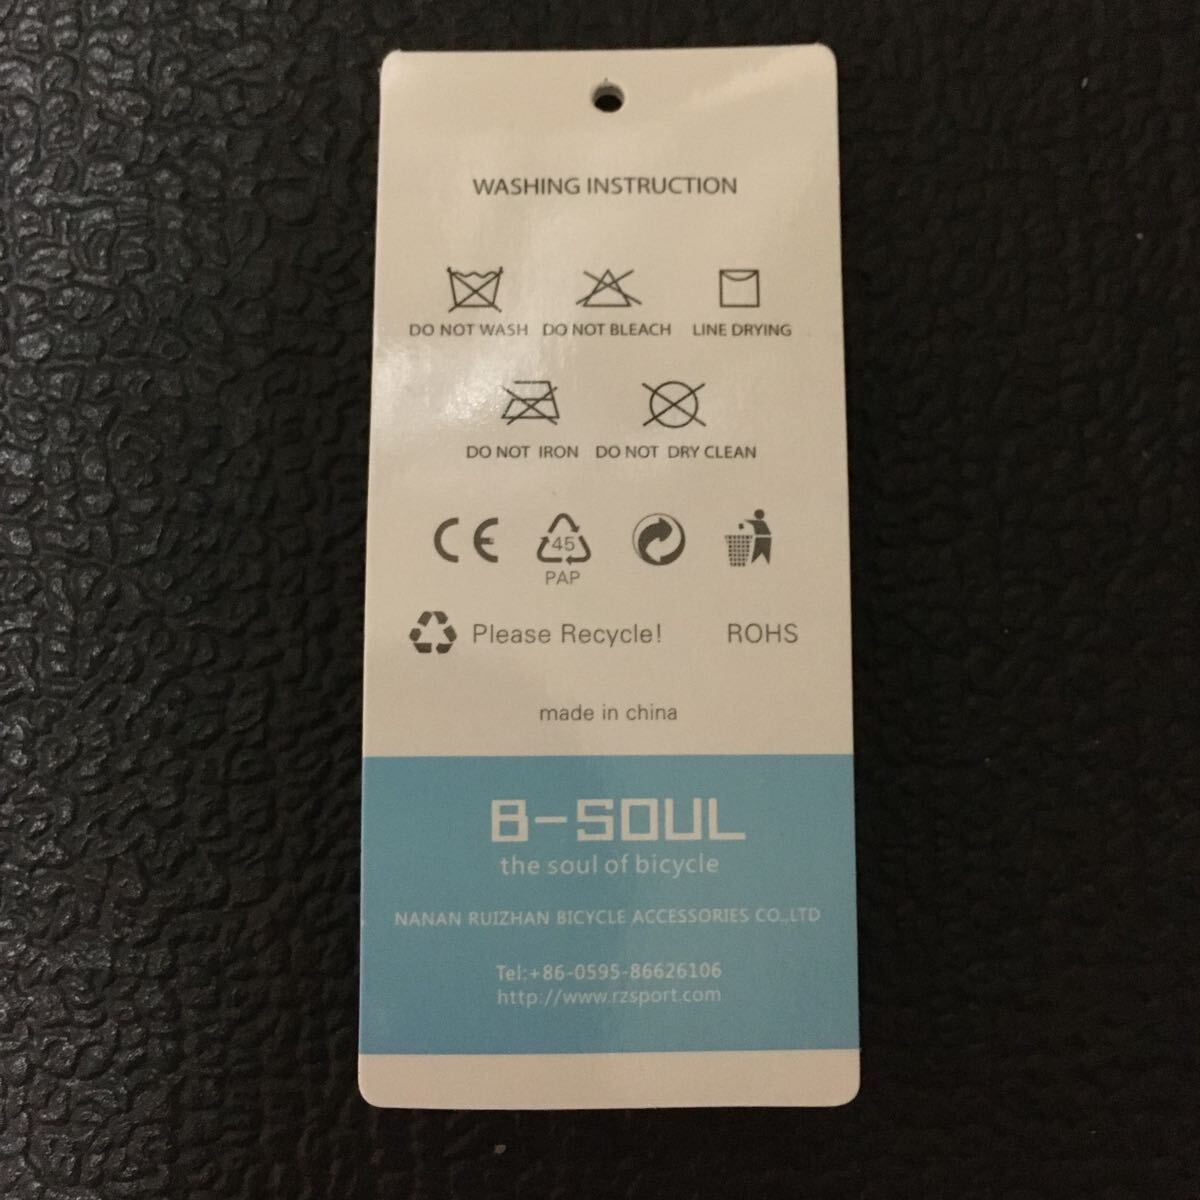 WASHING INSTRUCTION
DO NOT WASH DO NOT BLEACH LINE DRYING
DO NOT IRON DO NOT DRY CLEAN
CE 45
PAP
Please Recycle! ROHS
made in china
B-SOUL
the soul of bicycle
NANAN RUIZHAN BICYCLE ACCESSORIES CO.,LTD
Tel:+86-0595-86626106
http://www.rzsport.com